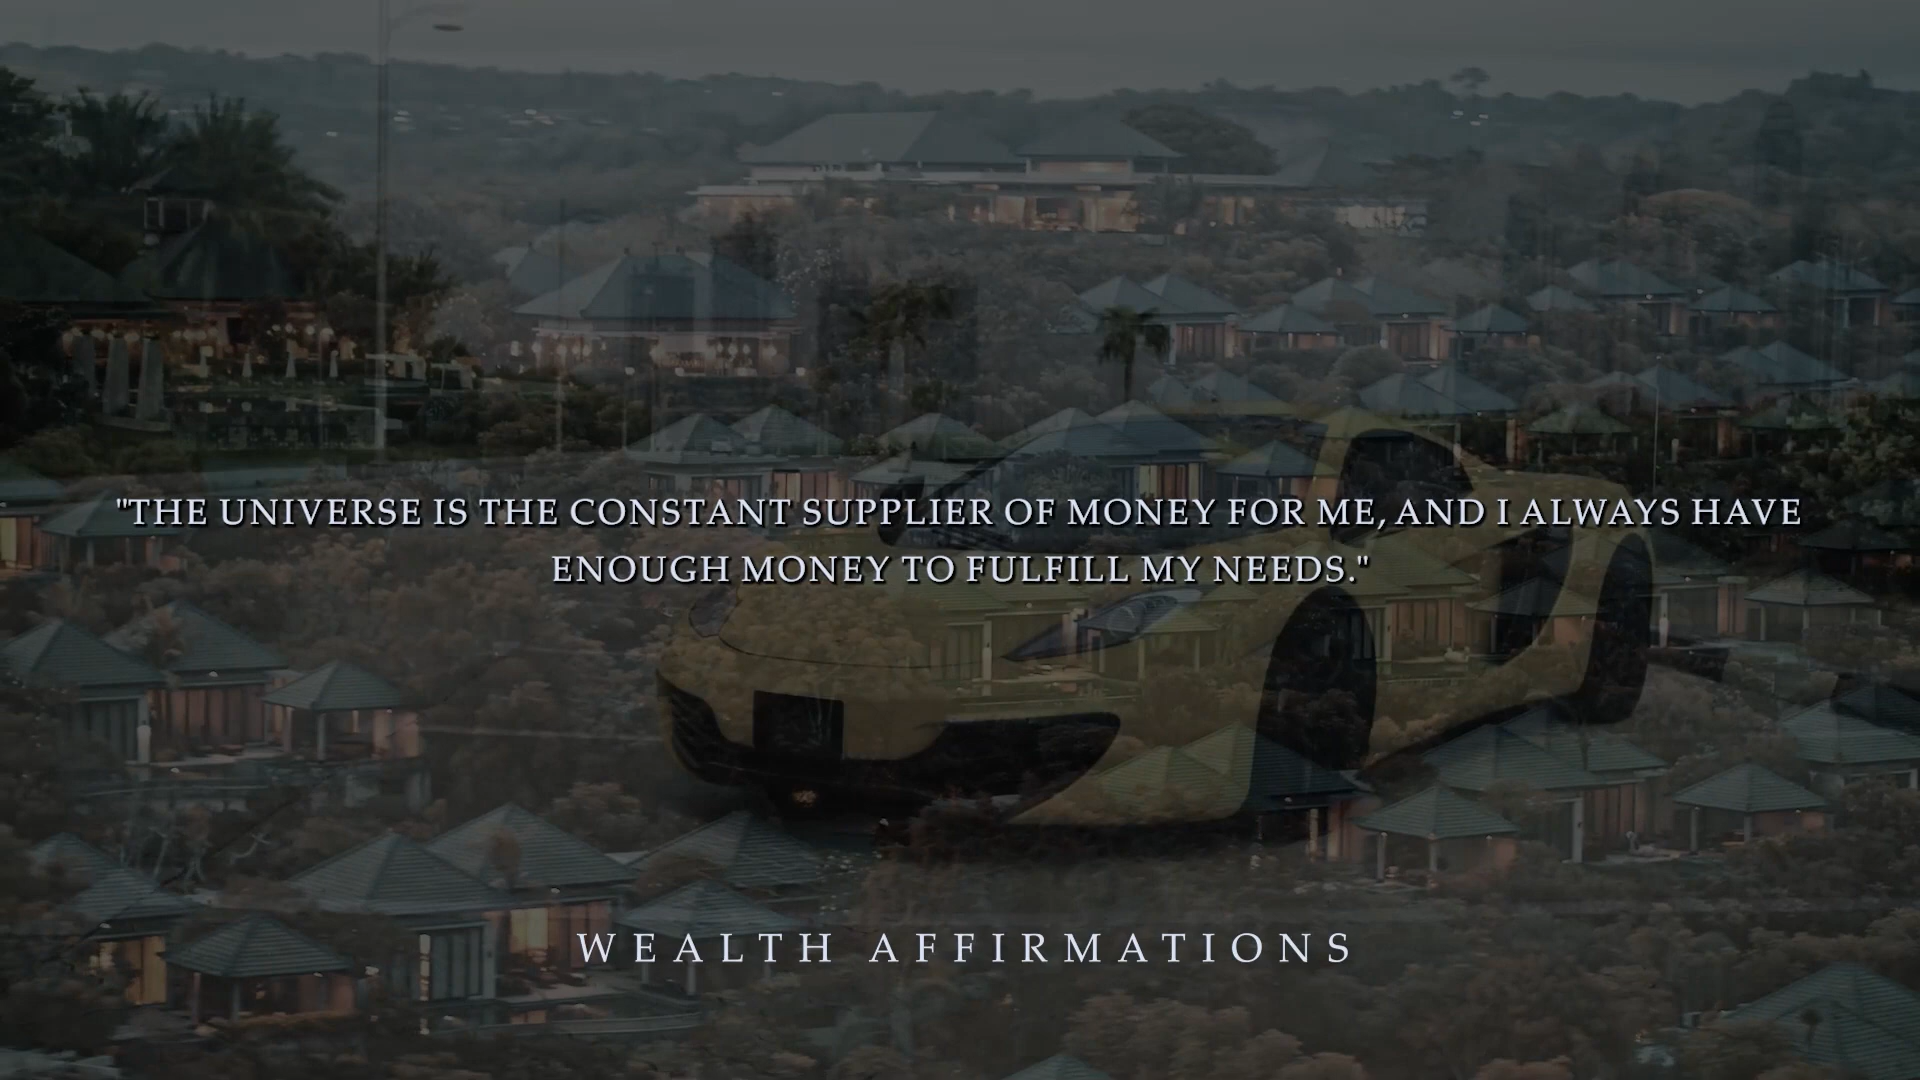 "THE UNIVERSE IS THE CONSTANT SUPPLIER OF MONEY FOR ME, AND I ALWAYS HAVE
ENOUGH MONEY TO FULFILL MY NEEDS."
WEALTH AFFIRMATIONS